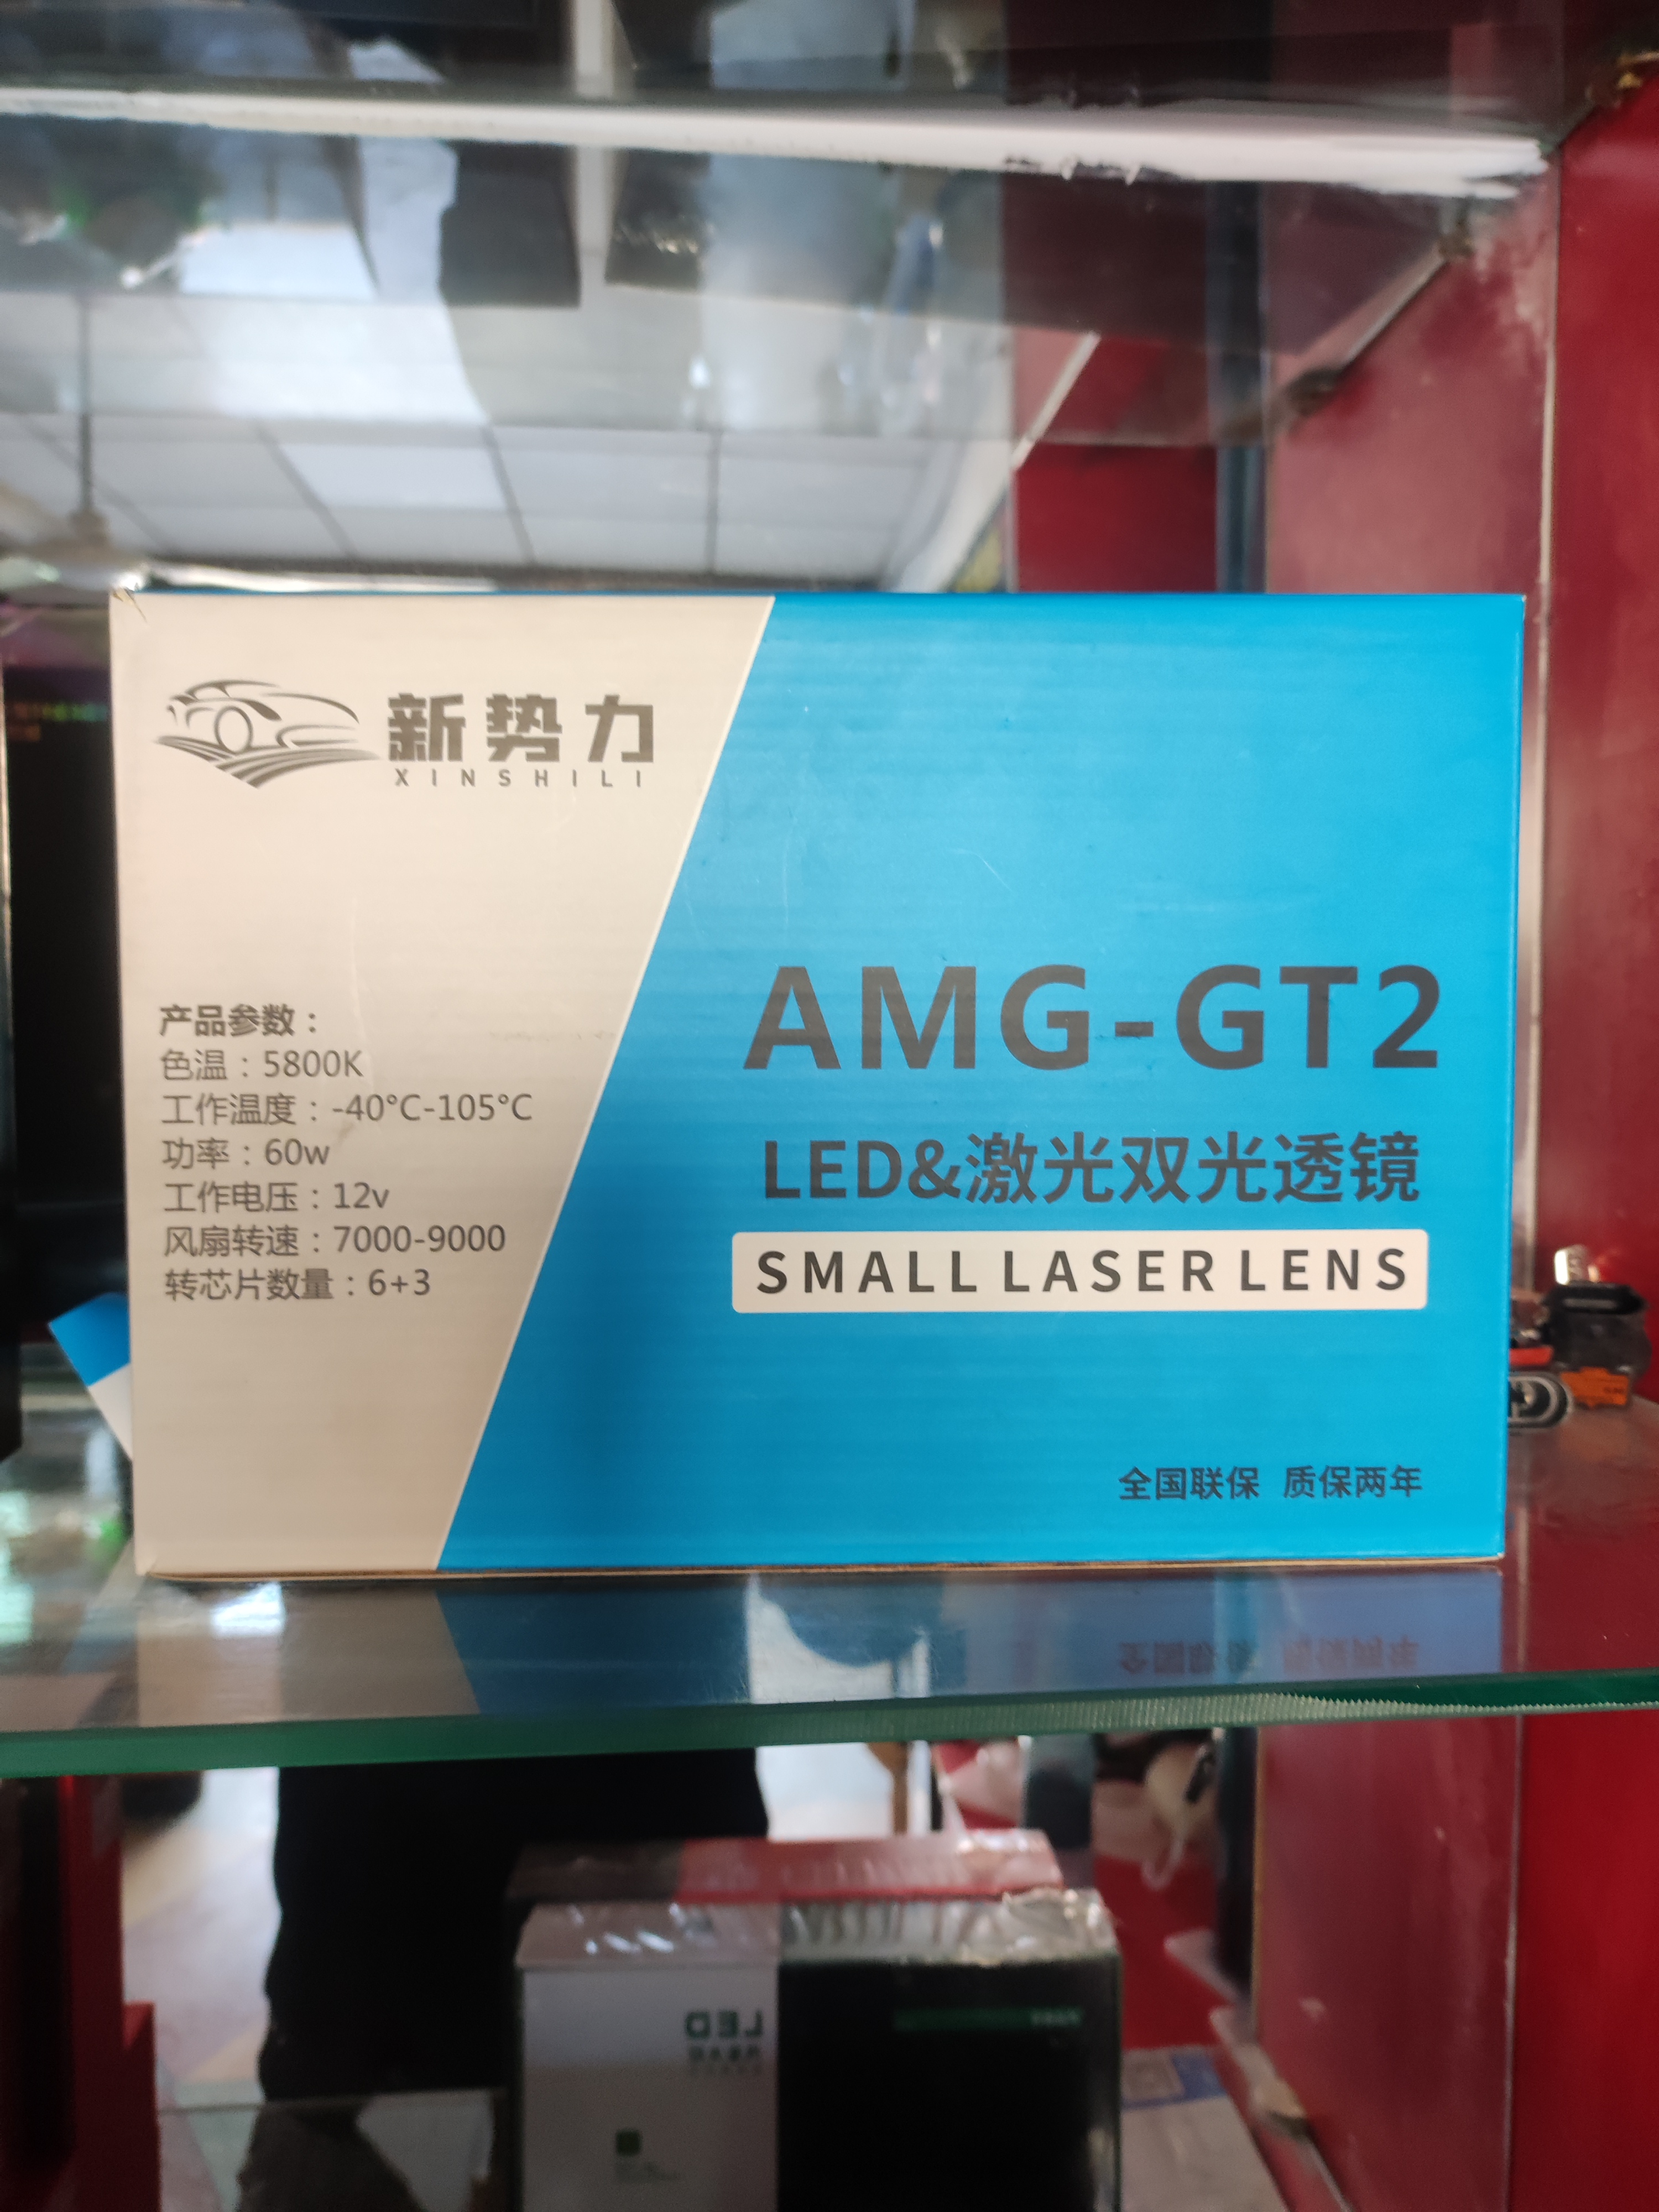 新势力
XINSHILI
产品参数：
色温：5800K
工作温度：-40°C-105°C
功率：60w
工作电压：12v
风扇转速：7000-9000
转芯片数量：6+3
AMG-GT2
LED&激光双光透镜
SMALL LASER LENS
全国联保 质保两年
LED